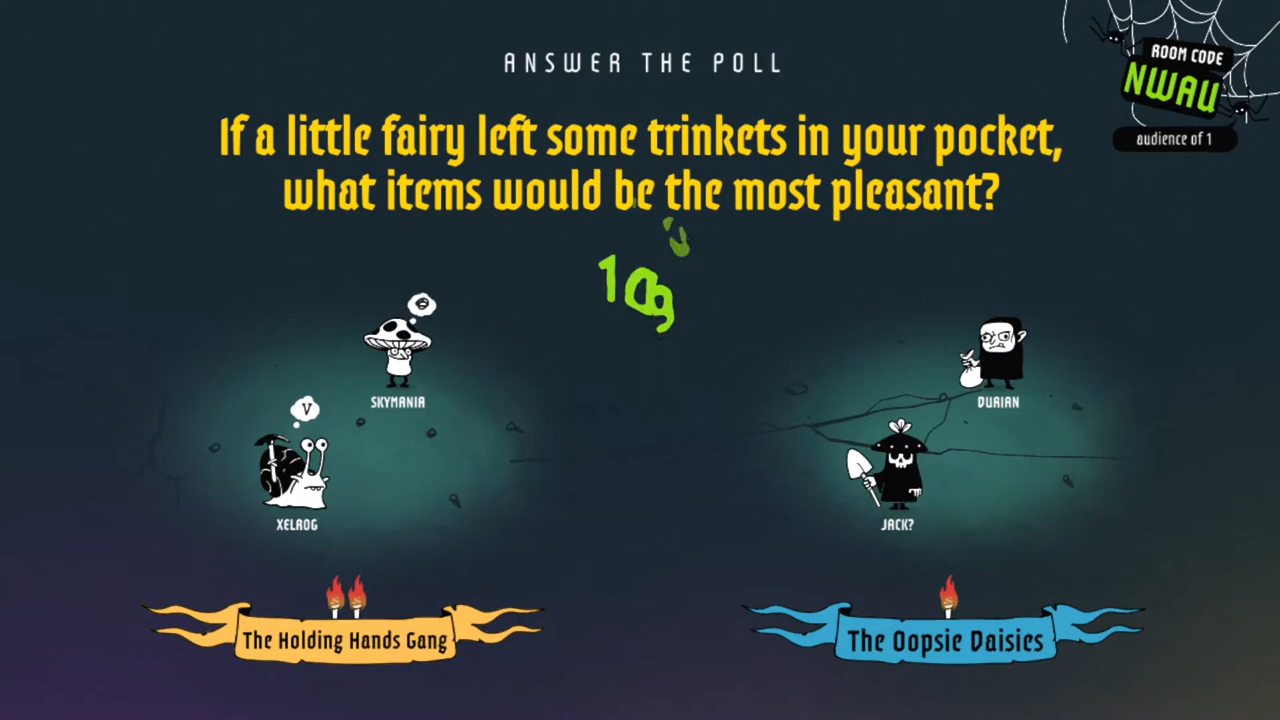 ANSWER THE POLL
ROOM CODE
NWAU
audience of 1
If a little fairy left some trinkets in your pocket,
what items would be the most pleasant?
SKYMANIA
DURIAN
V
XELROG
JACK?
The Holding Hands Gang
The Oopsie Daisies